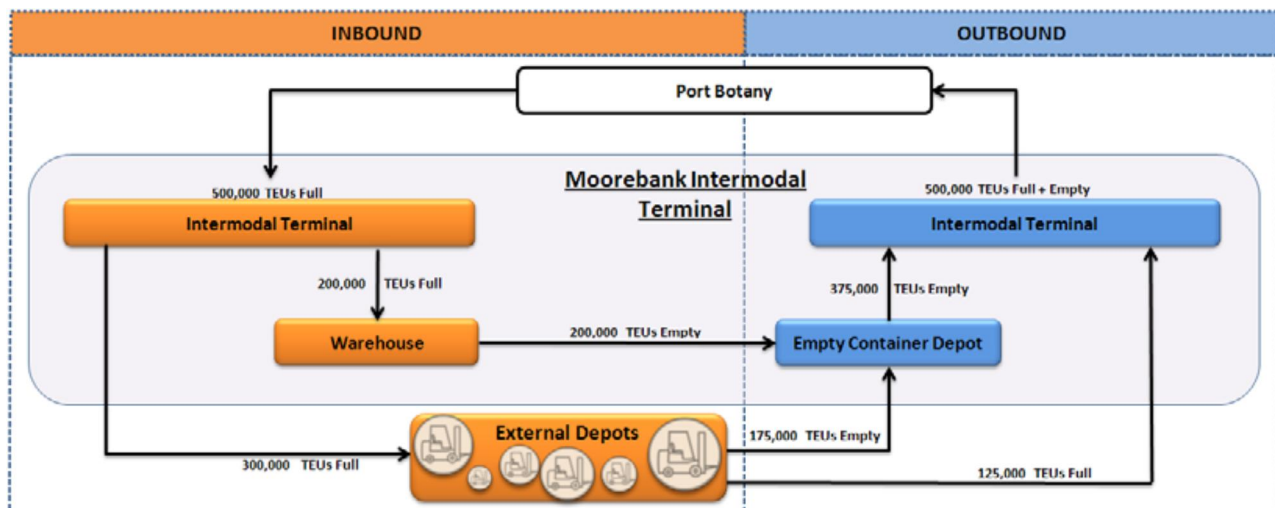 INBOUND
OUTBOUND
Port Botany
Moorebank Intermodal
Terminal
500,000 TEUs Full
500,000 TEUs Full + Empty
Intermodal Terminal
Intermodal Terminal
200,000 TEUs Full
375,000 TEUs Empty
Warehouse
200,000 TEUs Empty
Empty Container Depot
External Depots
175,000 TEUs Empty
300,000 TEUs Full
125,000 TEUs Full